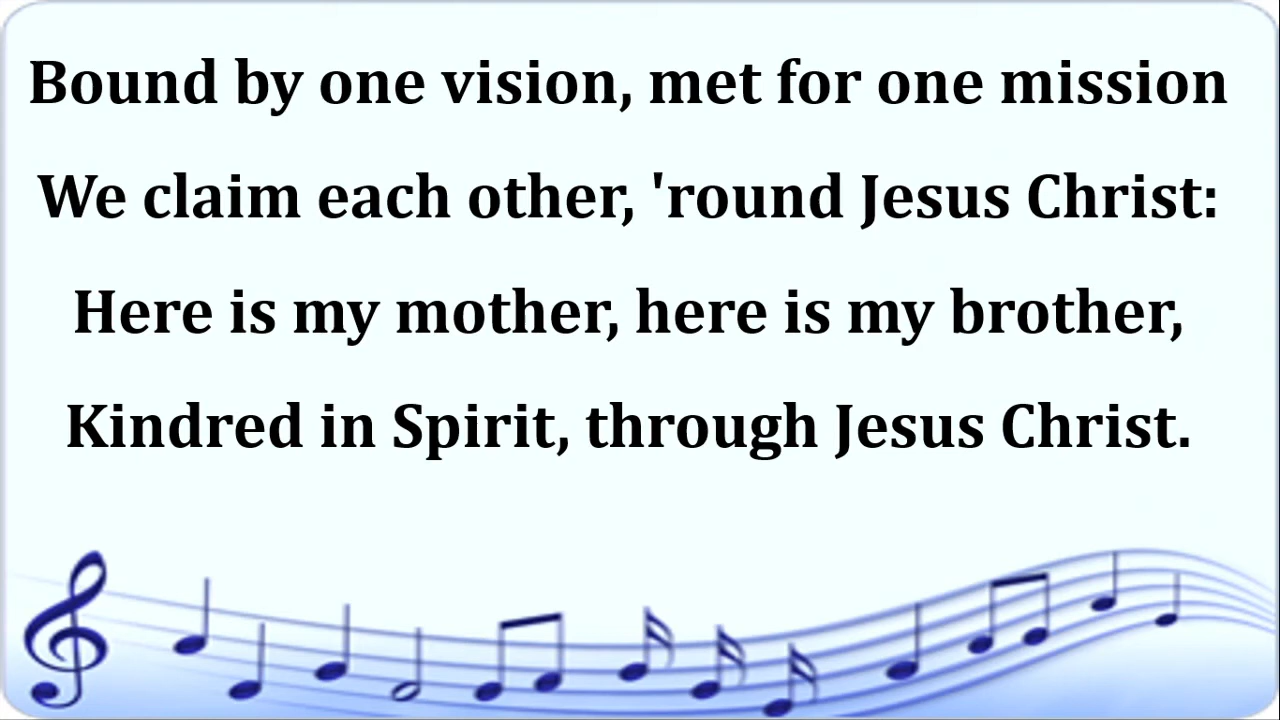 Bound by one vision, met for one mission
We claim each other, 'round Jesus Christ:
Here is my mother, here is my brother,
Kindred in Spirit, through Jesus Christ.